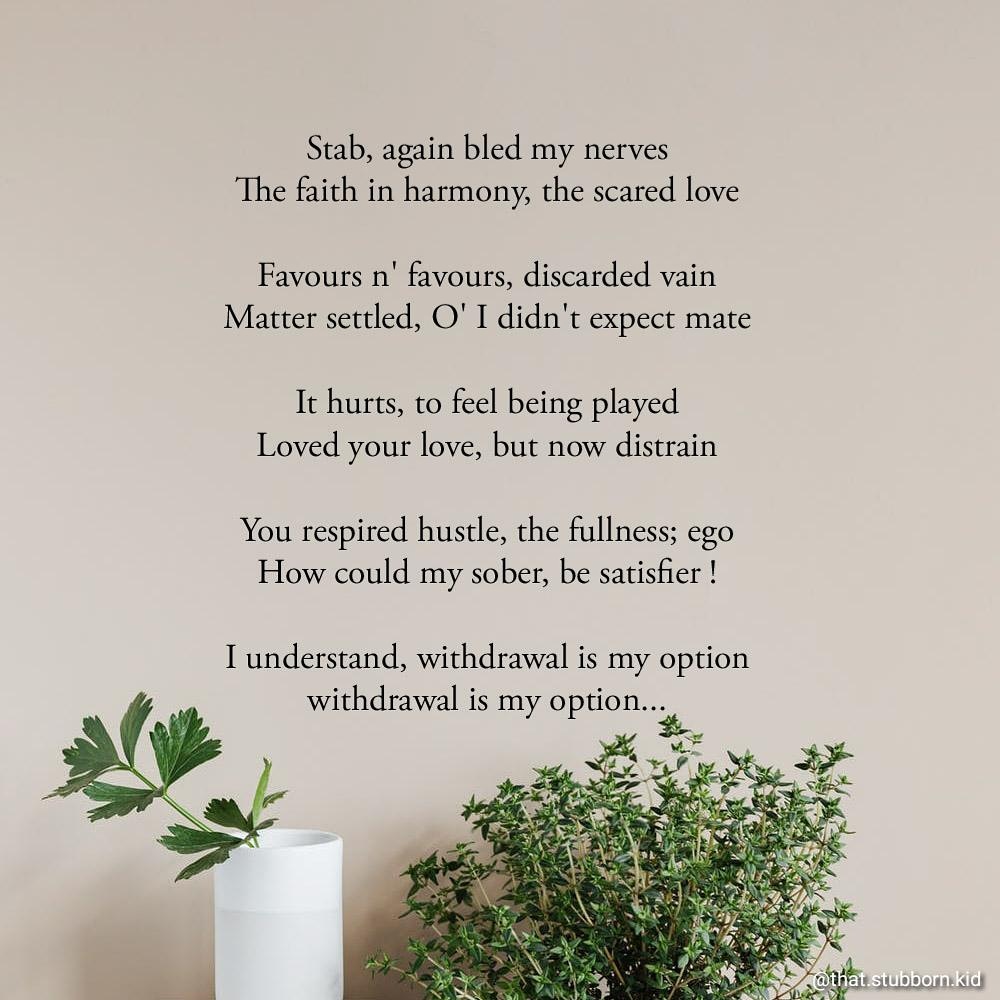 Stab, again bled my nerves
The faith in harmony, the scared love
Favours n' favours, discarded vain
Matter settled, O' I didn't expect mate
It hurts, to feel being played
Loved your love, but now distrain
You respired hustle, the fullness; ego
How could my sober, be satisfier !
I understand, withdrawal is my option
withdrawal is my option...
@that.stubborn.kid